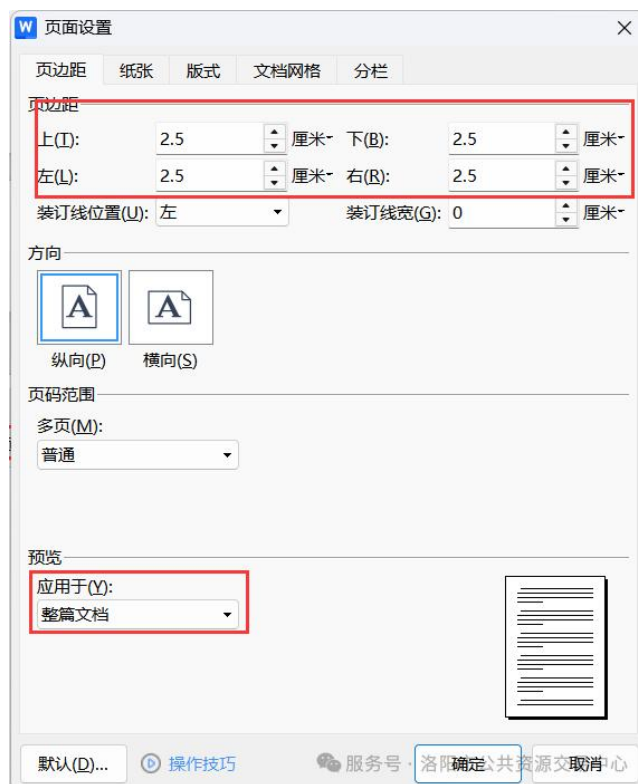 W 页面设置
页边距 纸张 版式 文档网格 分栏
页边距
上(T): 2.5 厘米 下(B): 2.5 厘米
左(L): 2.5 厘米 右(R): 2.5 厘米
装订线位置(U): 左 装订线宽(G): 0 厘米
方向
A A
纵向(P) 横向(S)
页码范围
多页(M):
普通
预览
应用于(Y):
整篇文档
默认(D)... 操作技巧 确定 取消
服务号 · 洛阳市公共资源交易中心